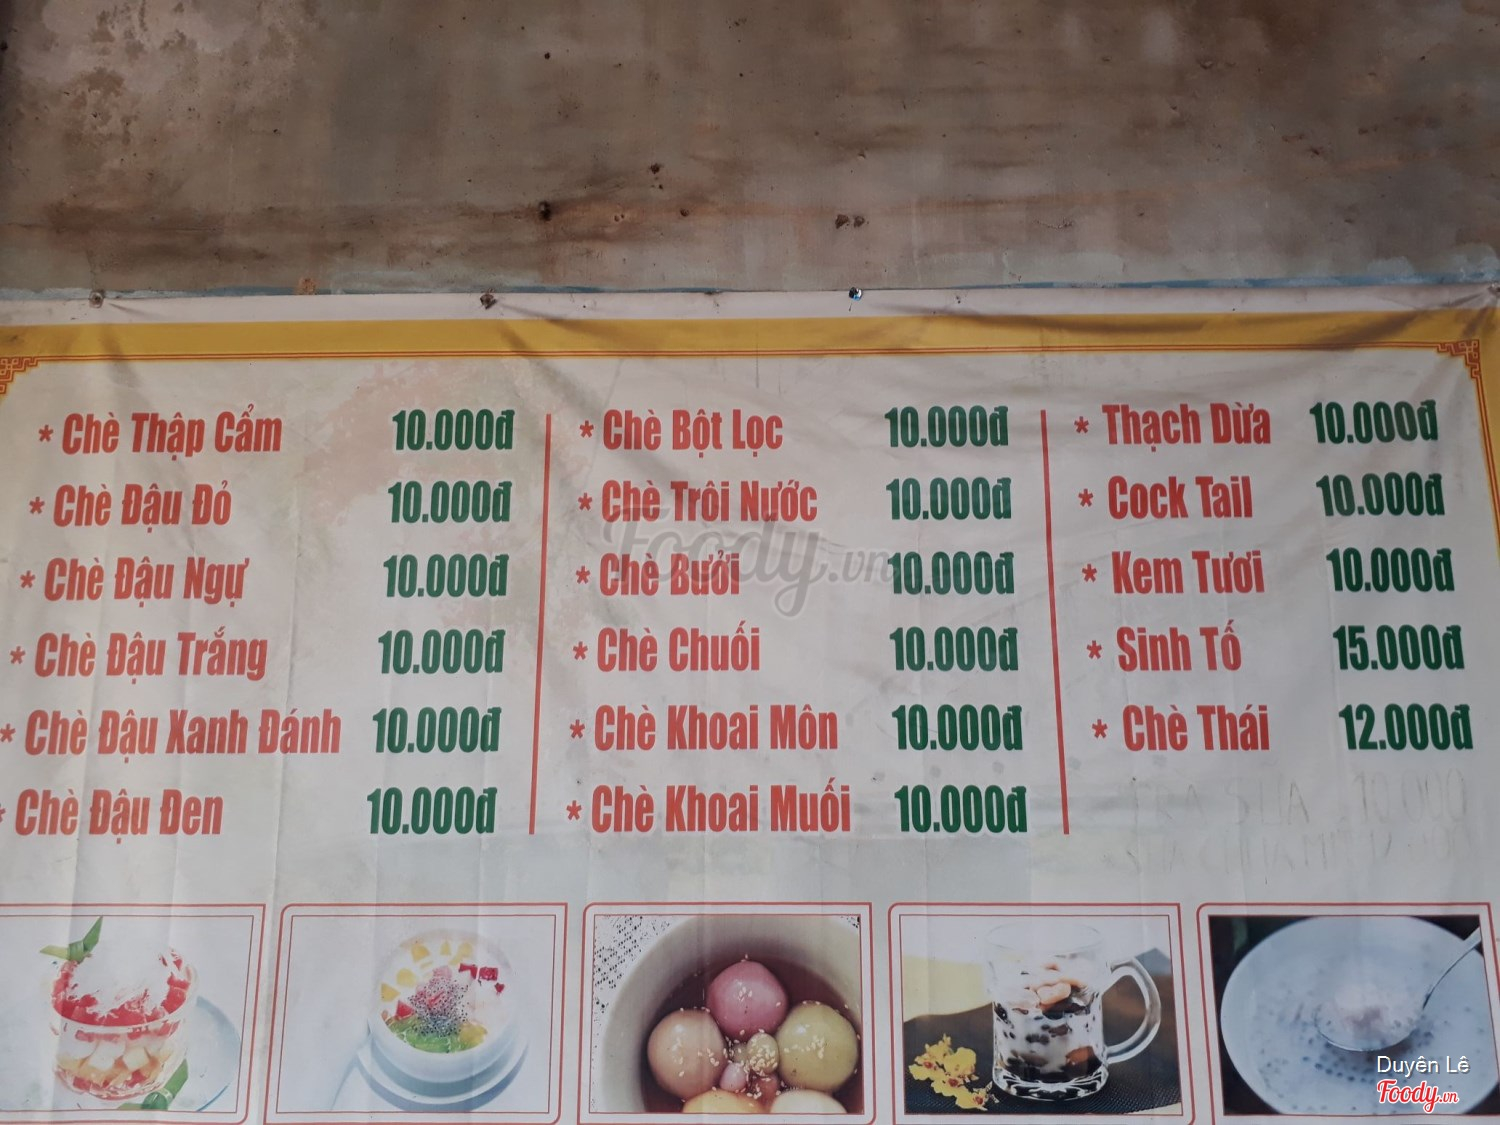 * Chè Thập Cẩm 10.000đ
* Chè Đậu Đỏ 10.000đ
* Chè Đậu Ngự 10.000đ
* Chè Đậu Trắng 10.000đ
* Chè Đậu Xanh Đánh 10.000đ
* Chè Đậu Đen 10.000đ
* Chè Bột Lọc 10.000đ
* Chè Trôi Nước 10.000đ
* Chè Bưởi 10.000đ
* Chè Chuối 10.000đ
* Chè Khoai Môn 10.000đ
* Chè Khoai Muối 10.000đ
* Thạch Dừa 10.000đ
* Cock Tail 10.000đ
* Kem Tươi 10.000đ
* Sinh Tố 15.000đ
* Chè Thái 12.000đ
TRA SUA 10.000
Foody.vn
Duyên Lê
Foody.vn